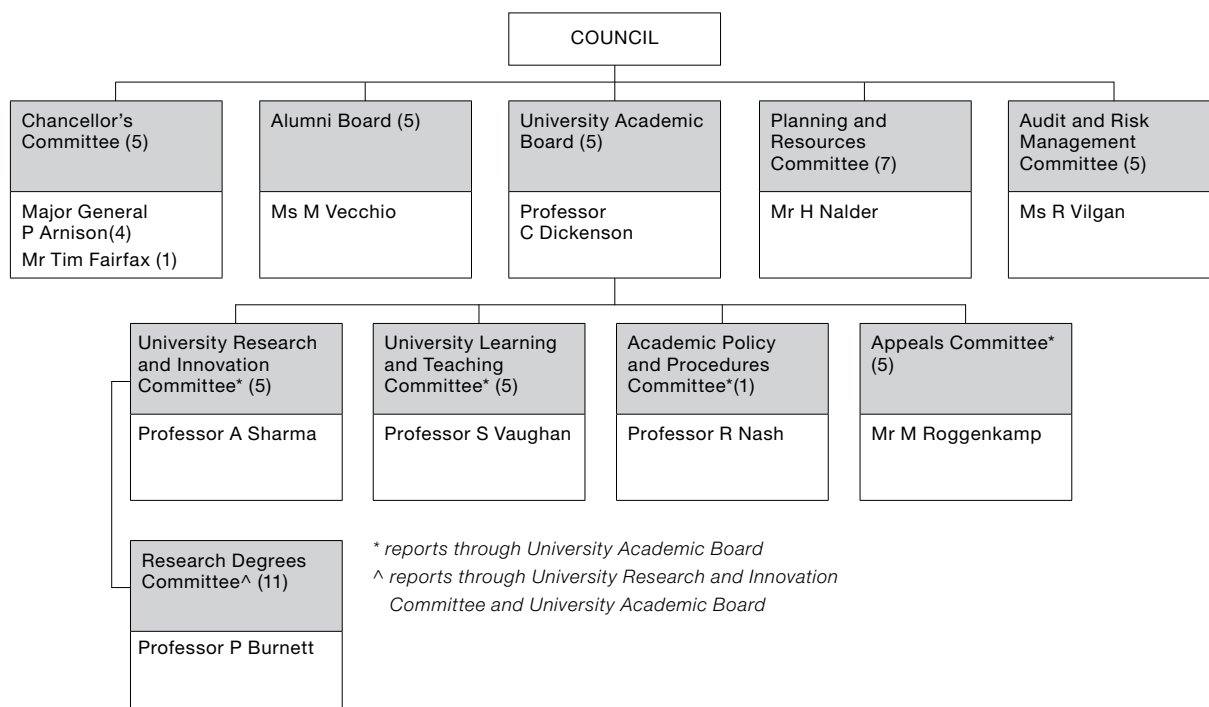 COUNCIL
Chancellor's
Committee (5)
Major General
P Arnison(4)
Mr Tim Fairfax (1)
Alumni Board (5)
Ms M Vecchio
University Academic
Board (5)
Professor
C Dickenson
Planning and
Resources
Committee (7)
Mr H Nalder
Audit and Risk
Management
Committee (5)
Ms R Vilgan
University Research
and Innovation
Committee* (5)
Professor A Sharma
University Learning
and Teaching
Committee* (5)
Professor S Vaughan
Academic Policy
and Procedures
Committee*(1)
Professor R Nash
Appeals Committee*
(5)
Mr M Roggenkamp
Research Degrees
Committee^ (11)
Professor P Burnett
* reports through University Academic Board
^ reports through University Research and Innovation
Committee and University Academic Board